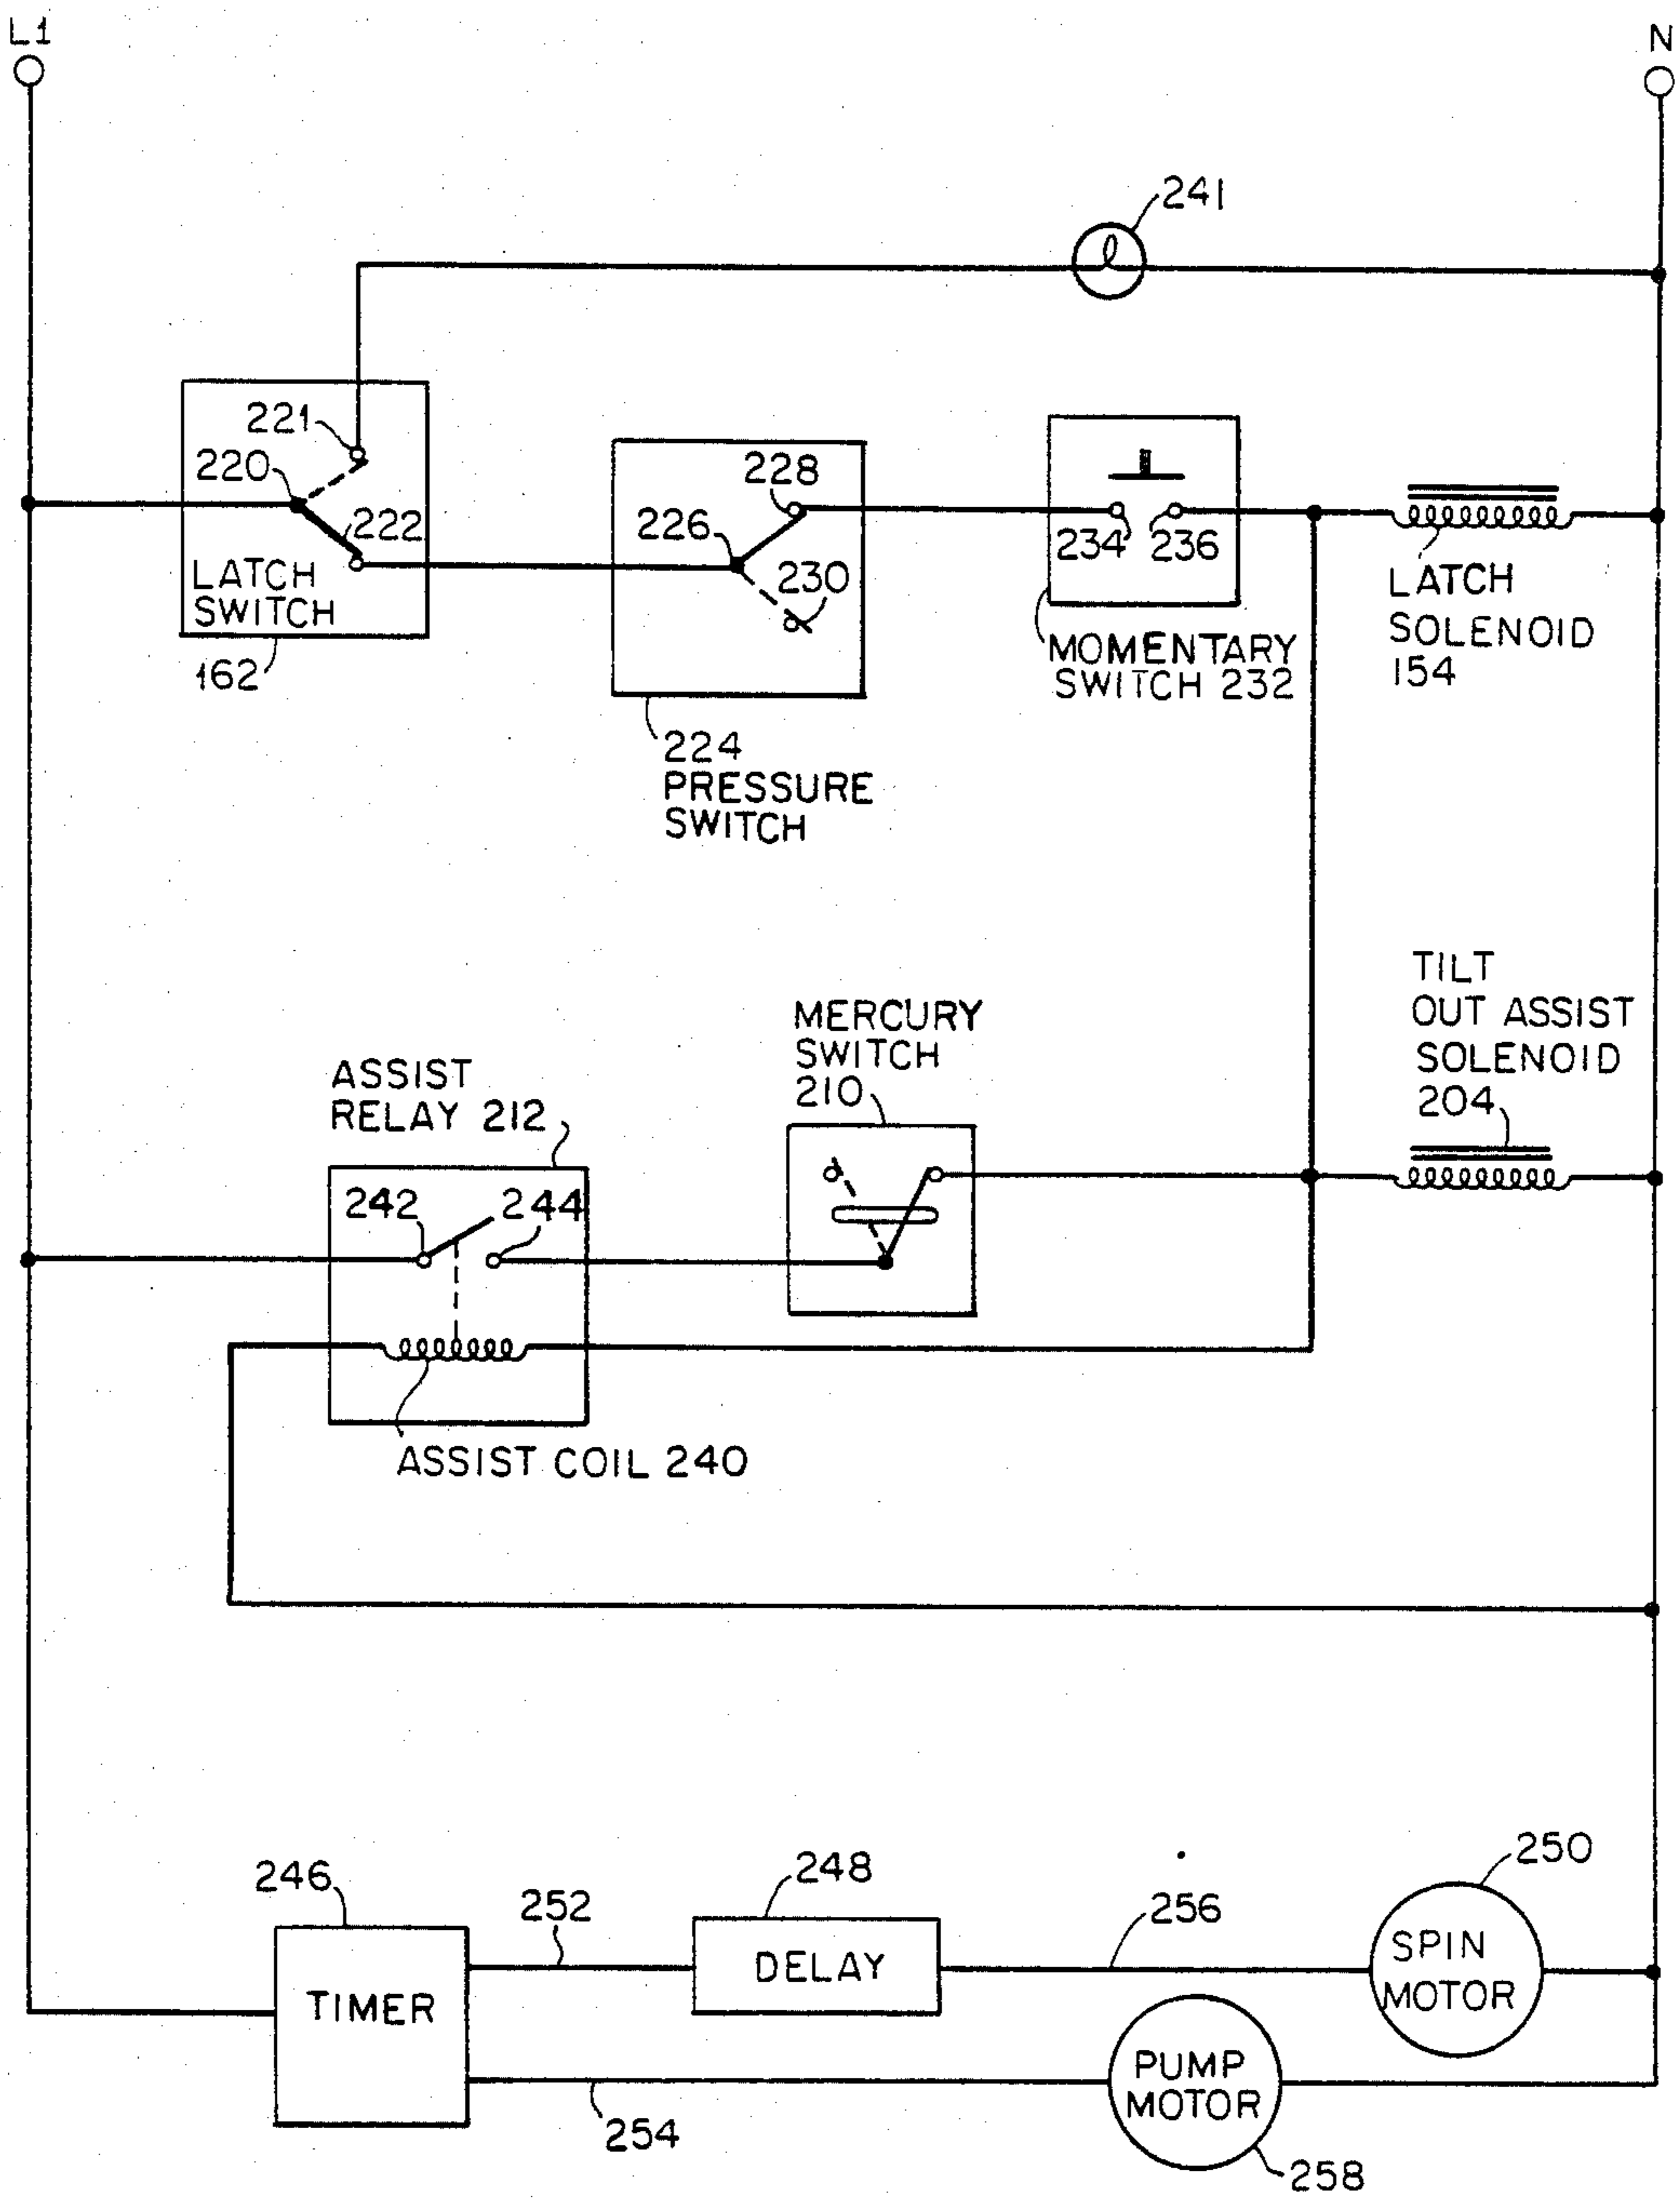 L1
N
241
221
220
222
LATCH
SWITCH
162
228
226
230
224
PRESSURE
SWITCH
234
236
MOMENTARY
SWITCH 232
LATCH
SOLENOID
154
TILT
OUT ASSIST
SOLENOID
204
MERCURY
SWITCH
210
ASSIST
RELAY 212
242
244
ASSIST COIL 240
246
TIMER
252
248
DELAY
256
250
SPIN
MOTOR
254
PUMP
MOTOR
258